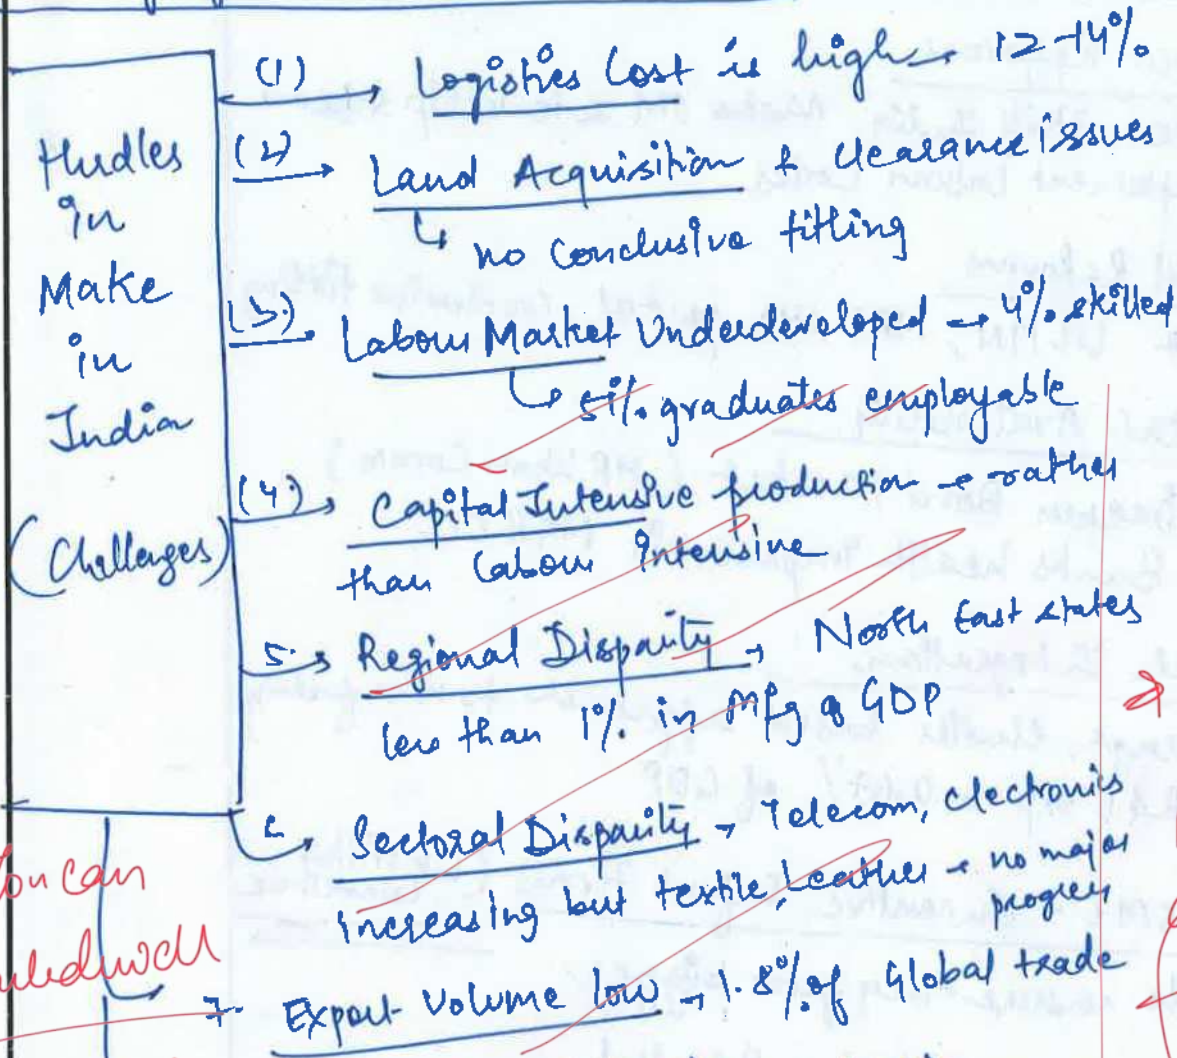 Hudles
in
Make
in
India
(Challenges)
(1) → Logistics Cost is high → 12-14%.
(2) → Land Acquisition & clearance issues
↳ no conclusive titling
(3.) → Labour Market Underdeveloped → 4% skilled
↳ 51% graduates employable
(4.) → Capital Intensive production → rather
than labour intensive
5. → Regional Disparity → North East states
less than 1% in Mfg of GDP
Sectoral Disparity → Telecom, electronics
increasing but textile, leather → no major
progress
7. Export Volume low → 1.8% of Global trade
You can